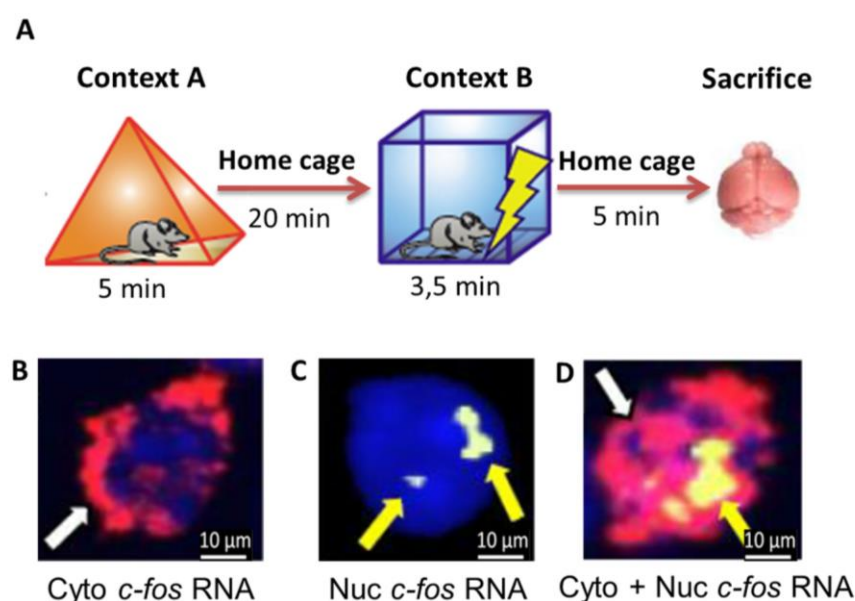 A
Context A
Context B
Sacrifice
Home cage
Home cage
20 min
5 min
5 min
3,5 min
B
C
D
10 µm
10 µm
10 µm
Cyto c-fos RNA
Nuc c-fos RNA
Cyto + Nuc c-fos RNA